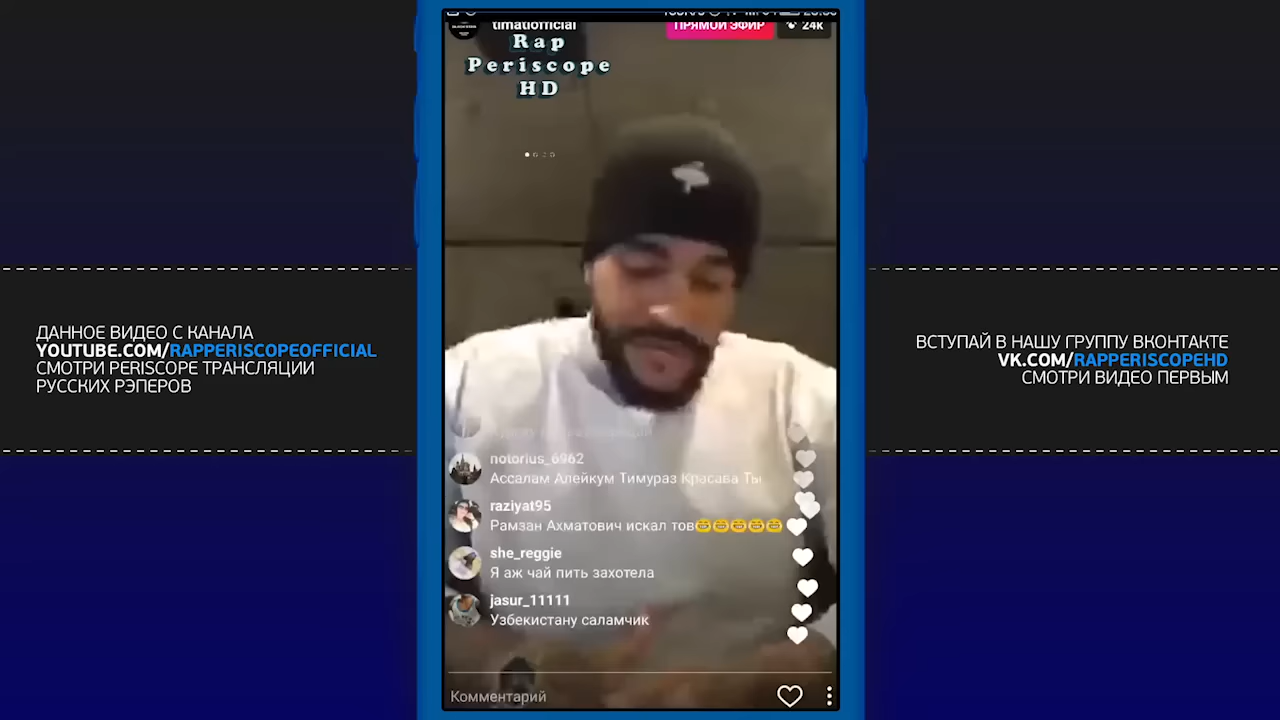 timatiofficial
ПРЯМОЙ ЭФИР
24k
Rap
Periscope
HD
ДАННОЕ ВИДЕО С КАНАЛА
YOUTUBE.COM/RAPPERISCOPEOFFICIAL
СМОТРИ PERISCOPE ТРАНСЛЯЦИИ
РУССКИХ РЭПЕРОВ
ВСТУПАЙ В НАШУ ГРУППУ ВКОНТАКТЕ
VK.COM/RAPPERISCOPEHD
СМОТРИ ВИДЕО ПЕРВЫМ
notorius_6962
Ассалам Алейкум Тимураз Красава Ты
raziyat95
Рамзан Ахматович искал тов😂😂😂😂😂
she_reggie
Я аж чай пить захотела
jasur_11111
Узбекистану саламчик
Комментарий